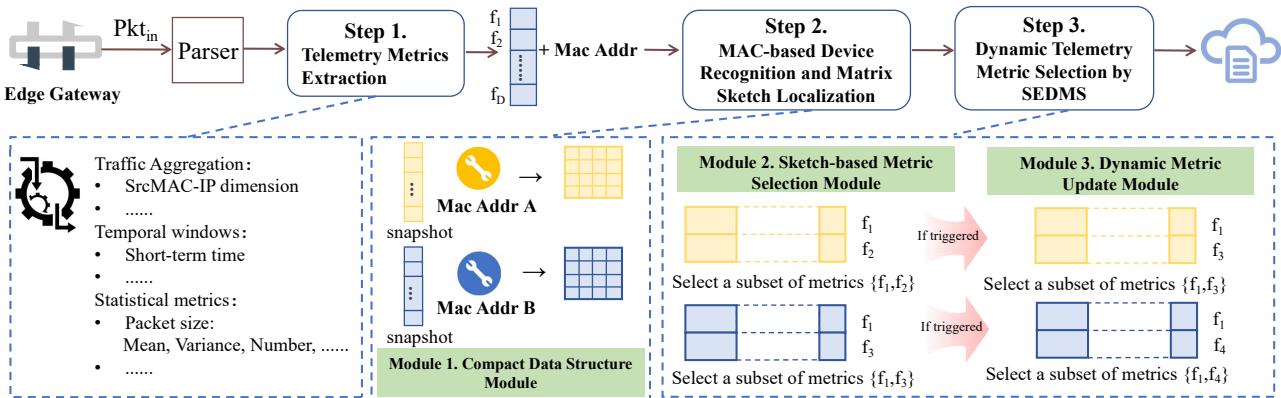 Edge Gateway
Pkt_in
Parser
Step 1.
Telemetry Metrics
Extraction
f_1
f_2
f_D
+ Mac Addr
Step 2.
MAC-based Device
Recognition and Matrix
Sketch Localization
Step 3.
Dynamic Telemetry
Metric Selection by
SEDMS
Traffic Aggregation:
• SrcMAC-IP dimension
• ......
Temporal windows:
• Short-term time
• ......
Statistical metrics:
• Packet size:
Mean, Variance, Number, ......
• ......
Mac Addr A
snapshot
Mac Addr B
snapshot
Module 1. Compact Data Structure
Module
Module 2. Sketch-based Metric
Selection Module
f_1
f_2
Select a subset of metrics {f_1,f_2}
f_1
f_3
Select a subset of metrics {f_1,f_3}
If triggered
If triggered
Module 3. Dynamic Metric
Update Module
f_1
f_3
Select a subset of metrics {f_1,f_3}
f_1
f_4
Select a subset of metrics {f_1,f_4}